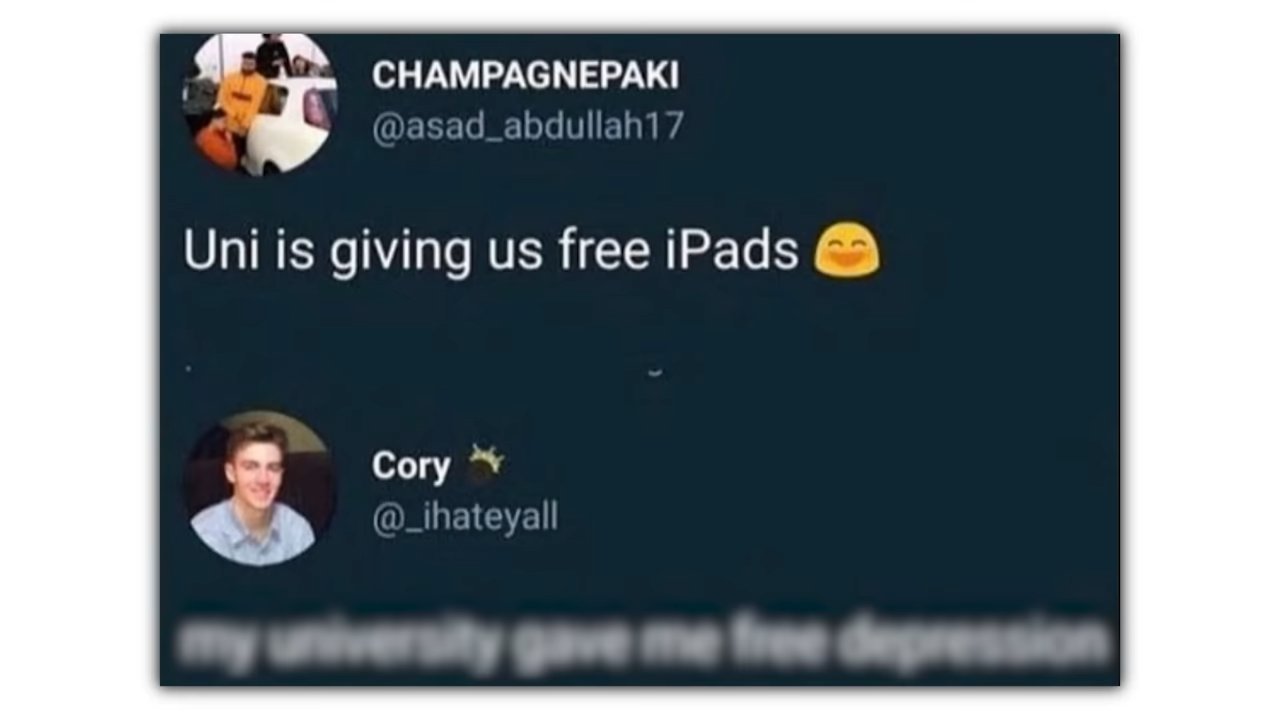 CHAMPAGNEPAKI
@asad_abdullah17
Uni is giving us free iPads 😄
Cory
@_ihateyall
my university gave me free depression